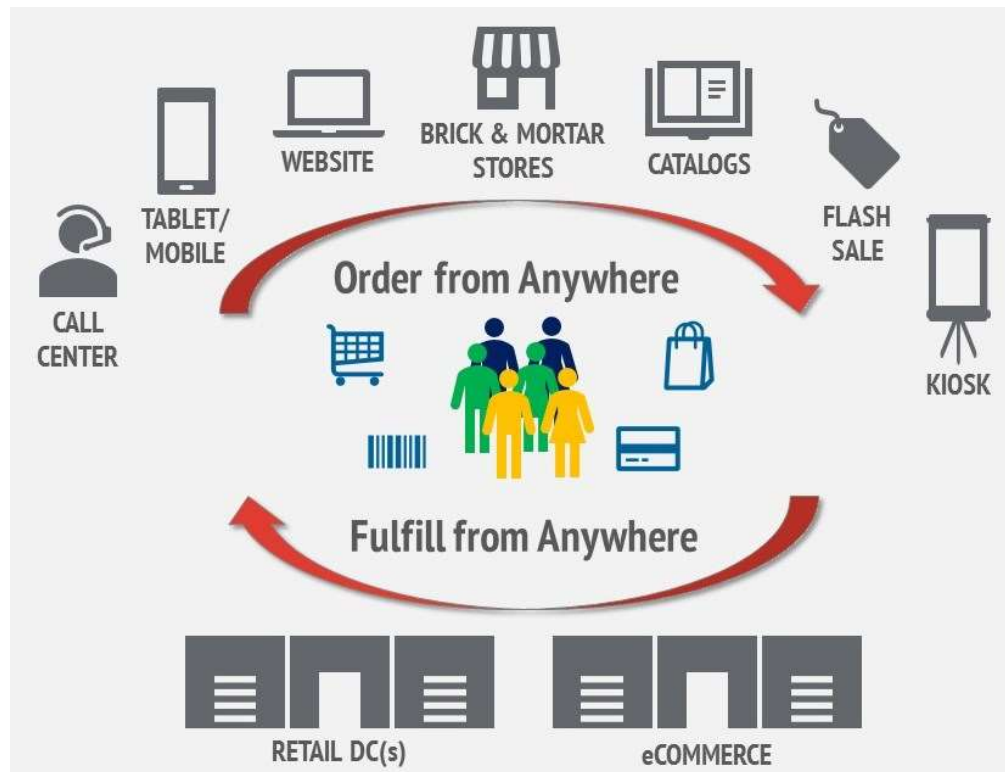 BRICK & MORTAR
STORES
WEBSITE
CATALOGS
TABLET/
MOBILE
FLASH
SALE
CALL
CENTER
KIOSK
Order from Anywhere
Fulfill from Anywhere
RETAIL DC(s)
eCOMMERCE